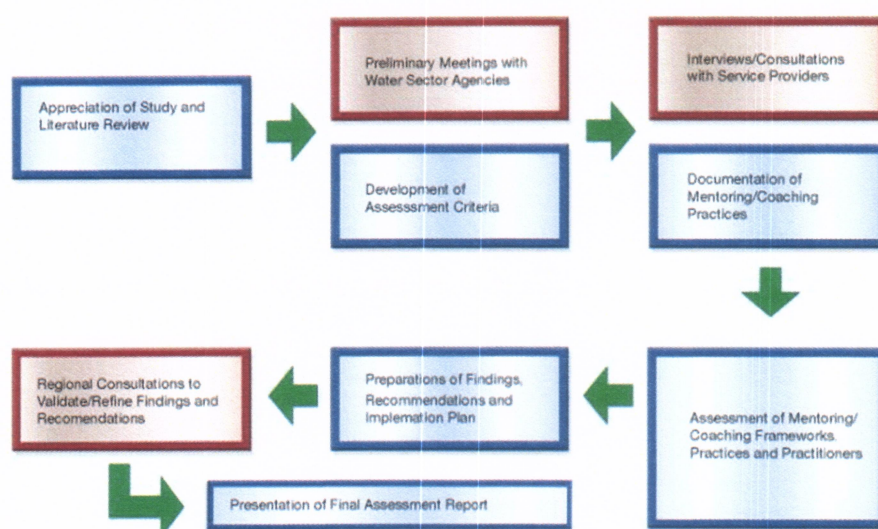 Appreciation of Study and
Literature Review
Preliminary Meetings with
Water Sector Agencies
Development of
Assesssment Criteria
Interviews/Consultations
with Service Providers
Documentation of
Mentoring/Coaching
Practices
Assessment of Mentoring/
Coaching Frameworks.
Practices and Practitioners
Preparations of Findings,
Recommendations and
Implemation Plan
Regional Consultations to
Validate/Refine Findings and
Recomendations
Presentation of Final Assessment Report